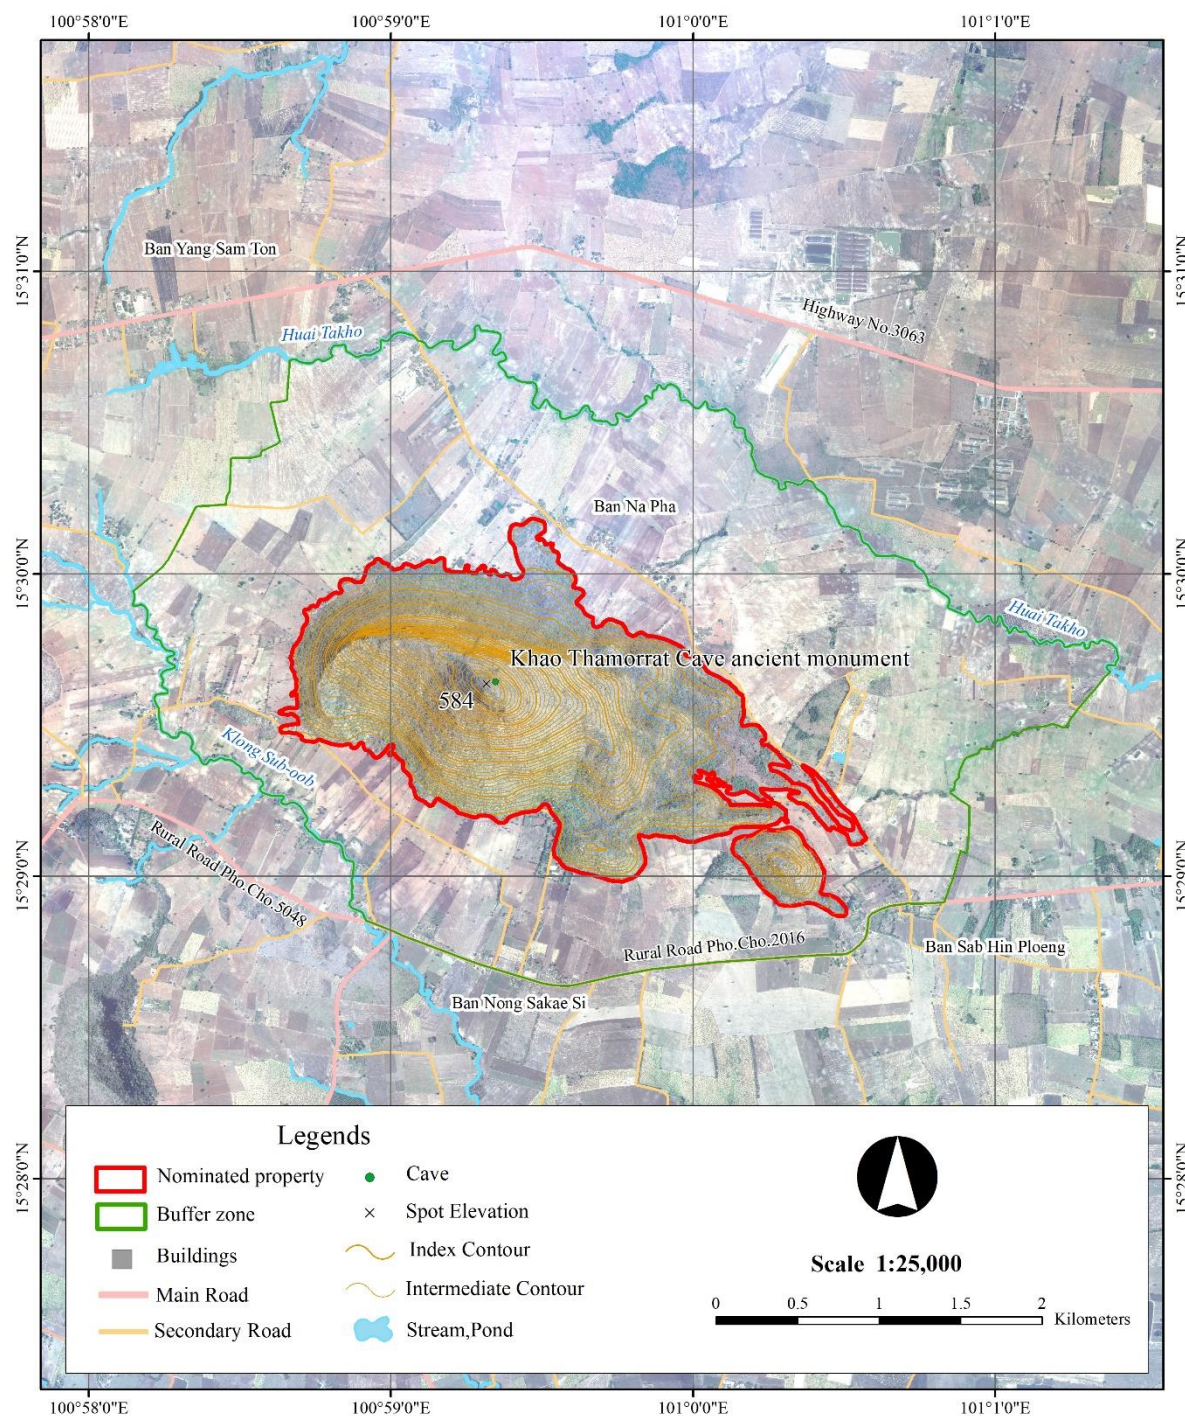 100°58'0"E
100°59'0"E
101°0'0"E
101°1'0"E
15°31'0"N
15°31'0"N
15°30'0"N
15°30'0"N
15°29'0"N
15°29'0"N
15°28'0"N
15°28'0"N
Ban Yang Sam Ton
Huai Takho
Highway No.3063
Ban Na Pha
Huai Takho
Khao Thamorrat Cave ancient monument
584
Klong Sub-oob
Rural Road Pho.Cho.5048
Rural Road Pho.Cho.2016
Ban Sab Hin Ploeng
Ban Nong Sakae Si
Legends
Nominated property
Buffer zone
Buildings
Main Road
Secondary Road
Cave
Spot Elevation
Index Contour
Intermediate Contour
Stream,Pond
Scale 1:25,000
0 0.5 1 1.5 2
Kilometers
100°58'0"E
100°59'0"E
101°0'0"E
101°1'0"E